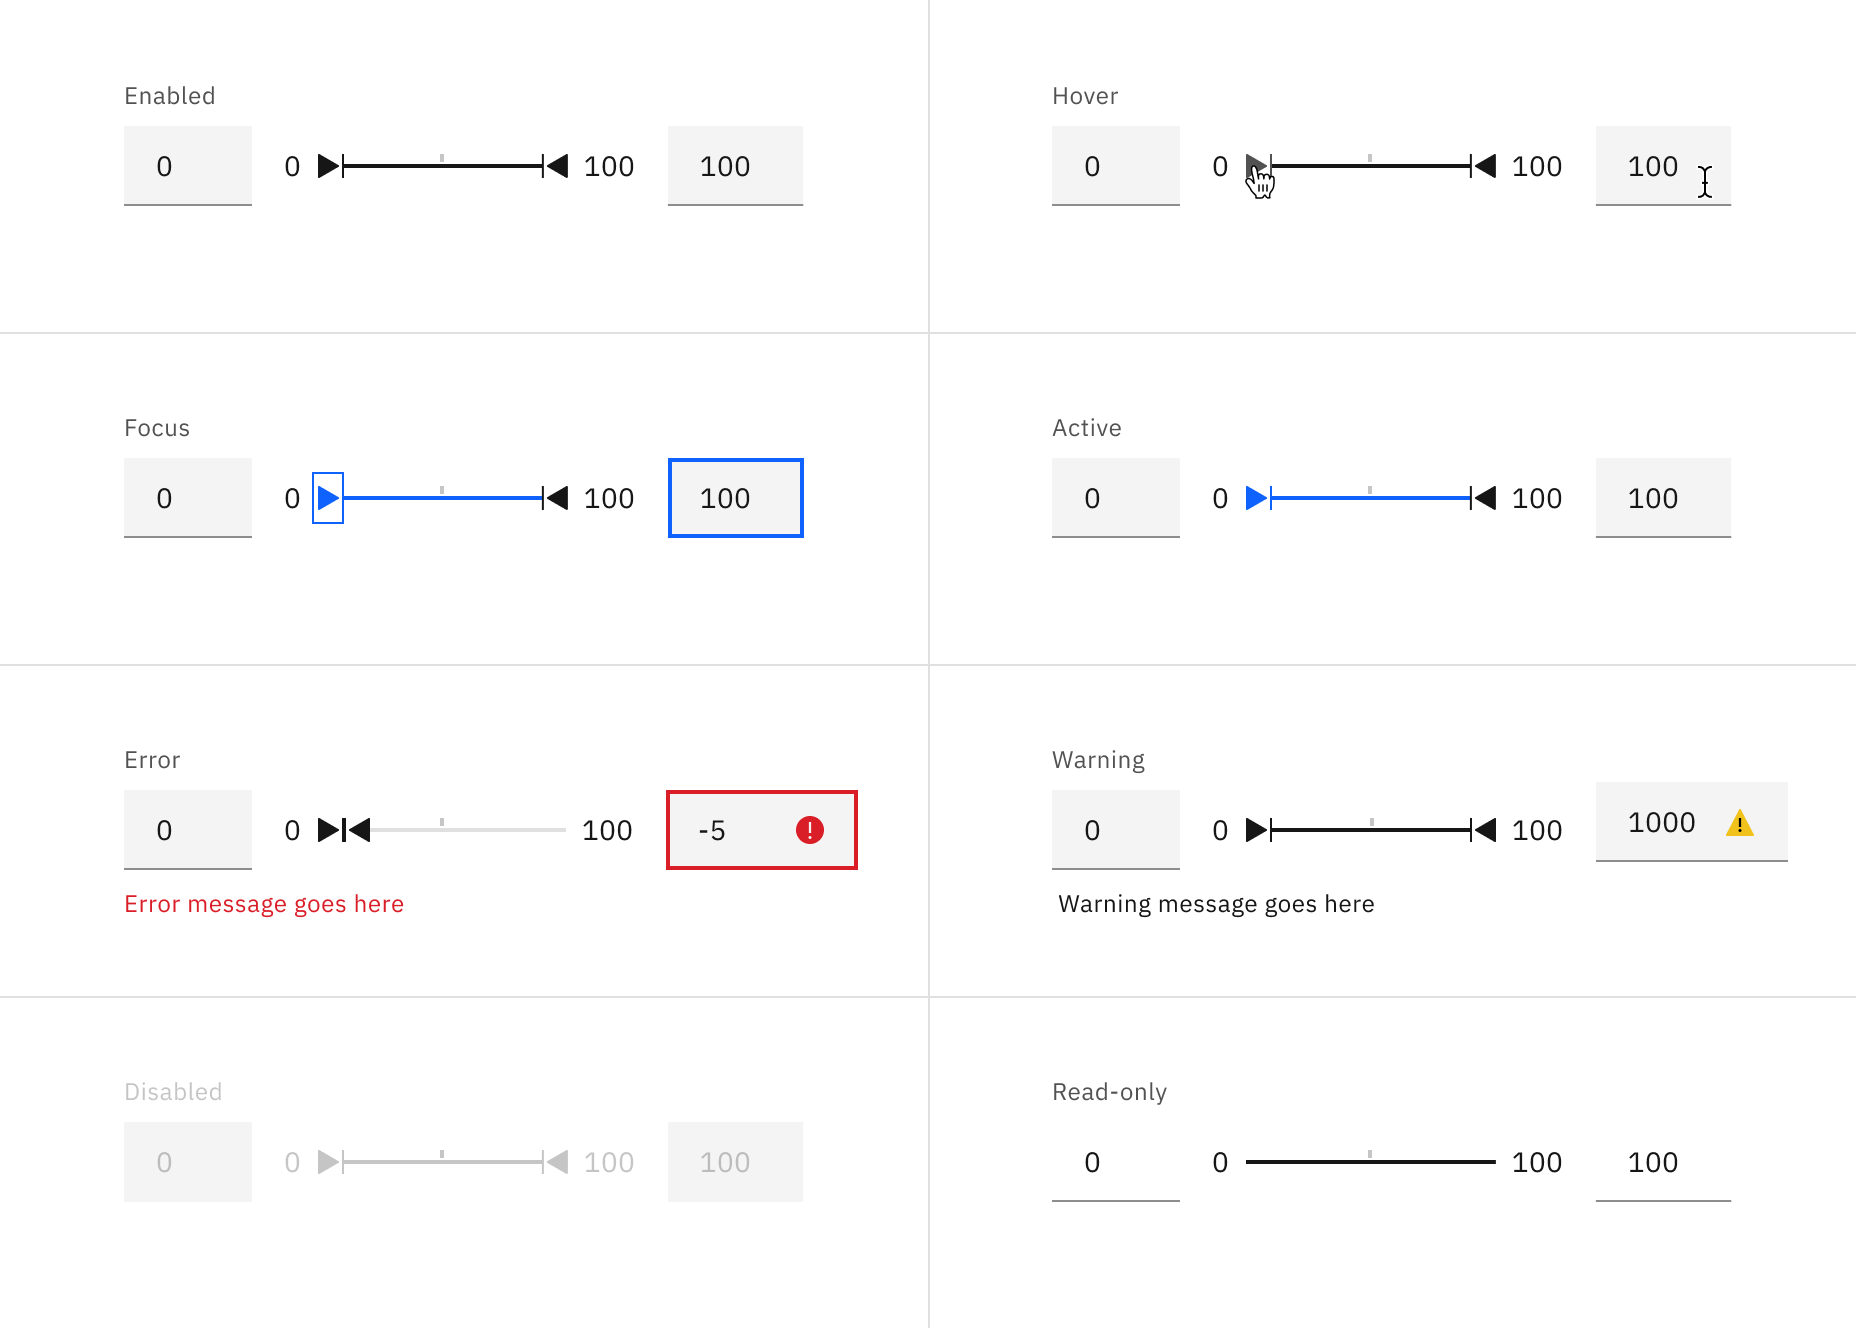 Enabled
0 0 100 100
Hover
0 0 100 100
Focus
0 0 100 100
Active
0 0 100 100
Error
0 0 100 -5
Error message goes here
Warning
0 0 100 1000
Warning message goes here
Disabled
0 0 100 100
Read-only
0 0 100 100